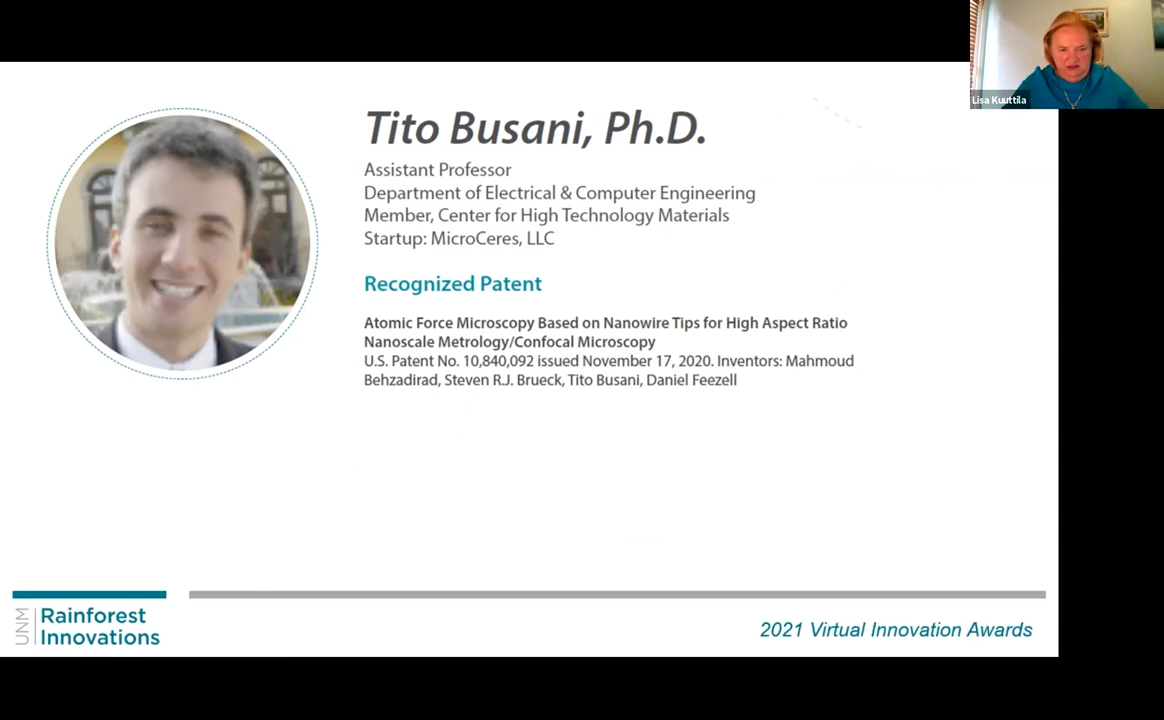 Lisa Kuuttila
Tito Busani, Ph.D.
Assistant Professor
Department of Electrical & Computer Engineering
Member, Center for High Technology Materials
Startup: MicroCeres, LLC
Recognized Patent
Atomic Force Microscopy Based on Nanowire Tips for High Aspect Ratio
Nanoscale Metrology/Confocal Microscopy
U.S. Patent No. 10,840,092 issued November 17, 2020. Inventors: Mahmoud
Behzadirad, Steven R.J. Brueck, Tito Busani, Daniel Feezell
UNM
Rainforest
Innovations
2021 Virtual Innovation Awards